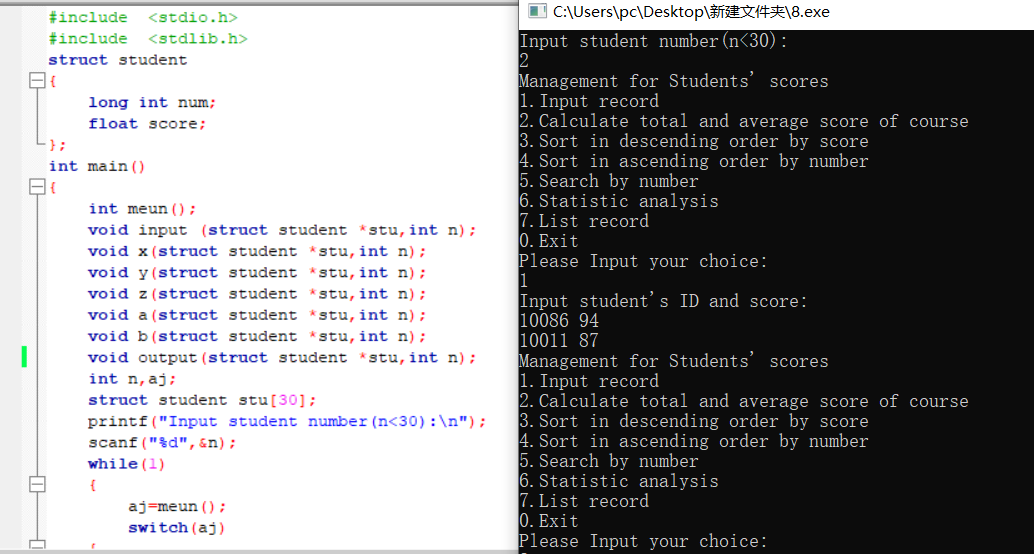 #include  <stdio.h>
#include  <stdlib.h>
struct student
{
    long int num;
    float score;
};
int main()
{
    int meun();
    void input (struct student *stu,int n);
    void x(struct student *stu,int n);
    void y(struct student *stu,int n);
    void z(struct student *stu,int n);
    void a(struct student *stu,int n);
    void b(struct student *stu,int n);
    void output(struct student *stu,int n);
    int n,aj;
    struct student stu[30];
    printf("Input student number(n<30):\n");
    scanf("%d",&n);
    while(1)
    {
        aj=meun();
        switch(aj)
C:\Users\pc\Desktop\新建文件夹\8.exe
Input student number(n<30):
2
Management for Students' scores
1.Input record
2.Calculate total and average score of course
3.Sort in descending order by score
4.Sort in ascending order by number
5.Search by number
6.Statistic analysis
7.List record
0.Exit
Please Input your choice:
1
Input student's ID and score:
10086 94
10011 87
Management for Students' scores
1.Input record
2.Calculate total and average score of course
3.Sort in descending order by score
4.Sort in ascending order by number
5.Search by number
6.Statistic analysis
7.List record
0.Exit
Please Input your choice: